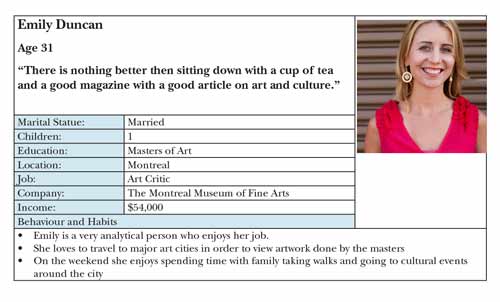 Emily Duncan
Age 31
“There is nothing better then sitting down with a cup of tea
and a good magazine with a good article on art and culture.”
Marital Statue: Married
Children: 1
Education: Masters of Art
Location: Montreal
Job: Art Critic
Company: The Montreal Museum of Fine Arts
Income: $54,000
Behaviour and Habits
• Emily is a very analytical person who enjoys her job.
• She loves to travel to major art cities in order to view artwork done by the masters
• On the weekend she enjoys spending time with family taking walks and going to cultural events
around the city